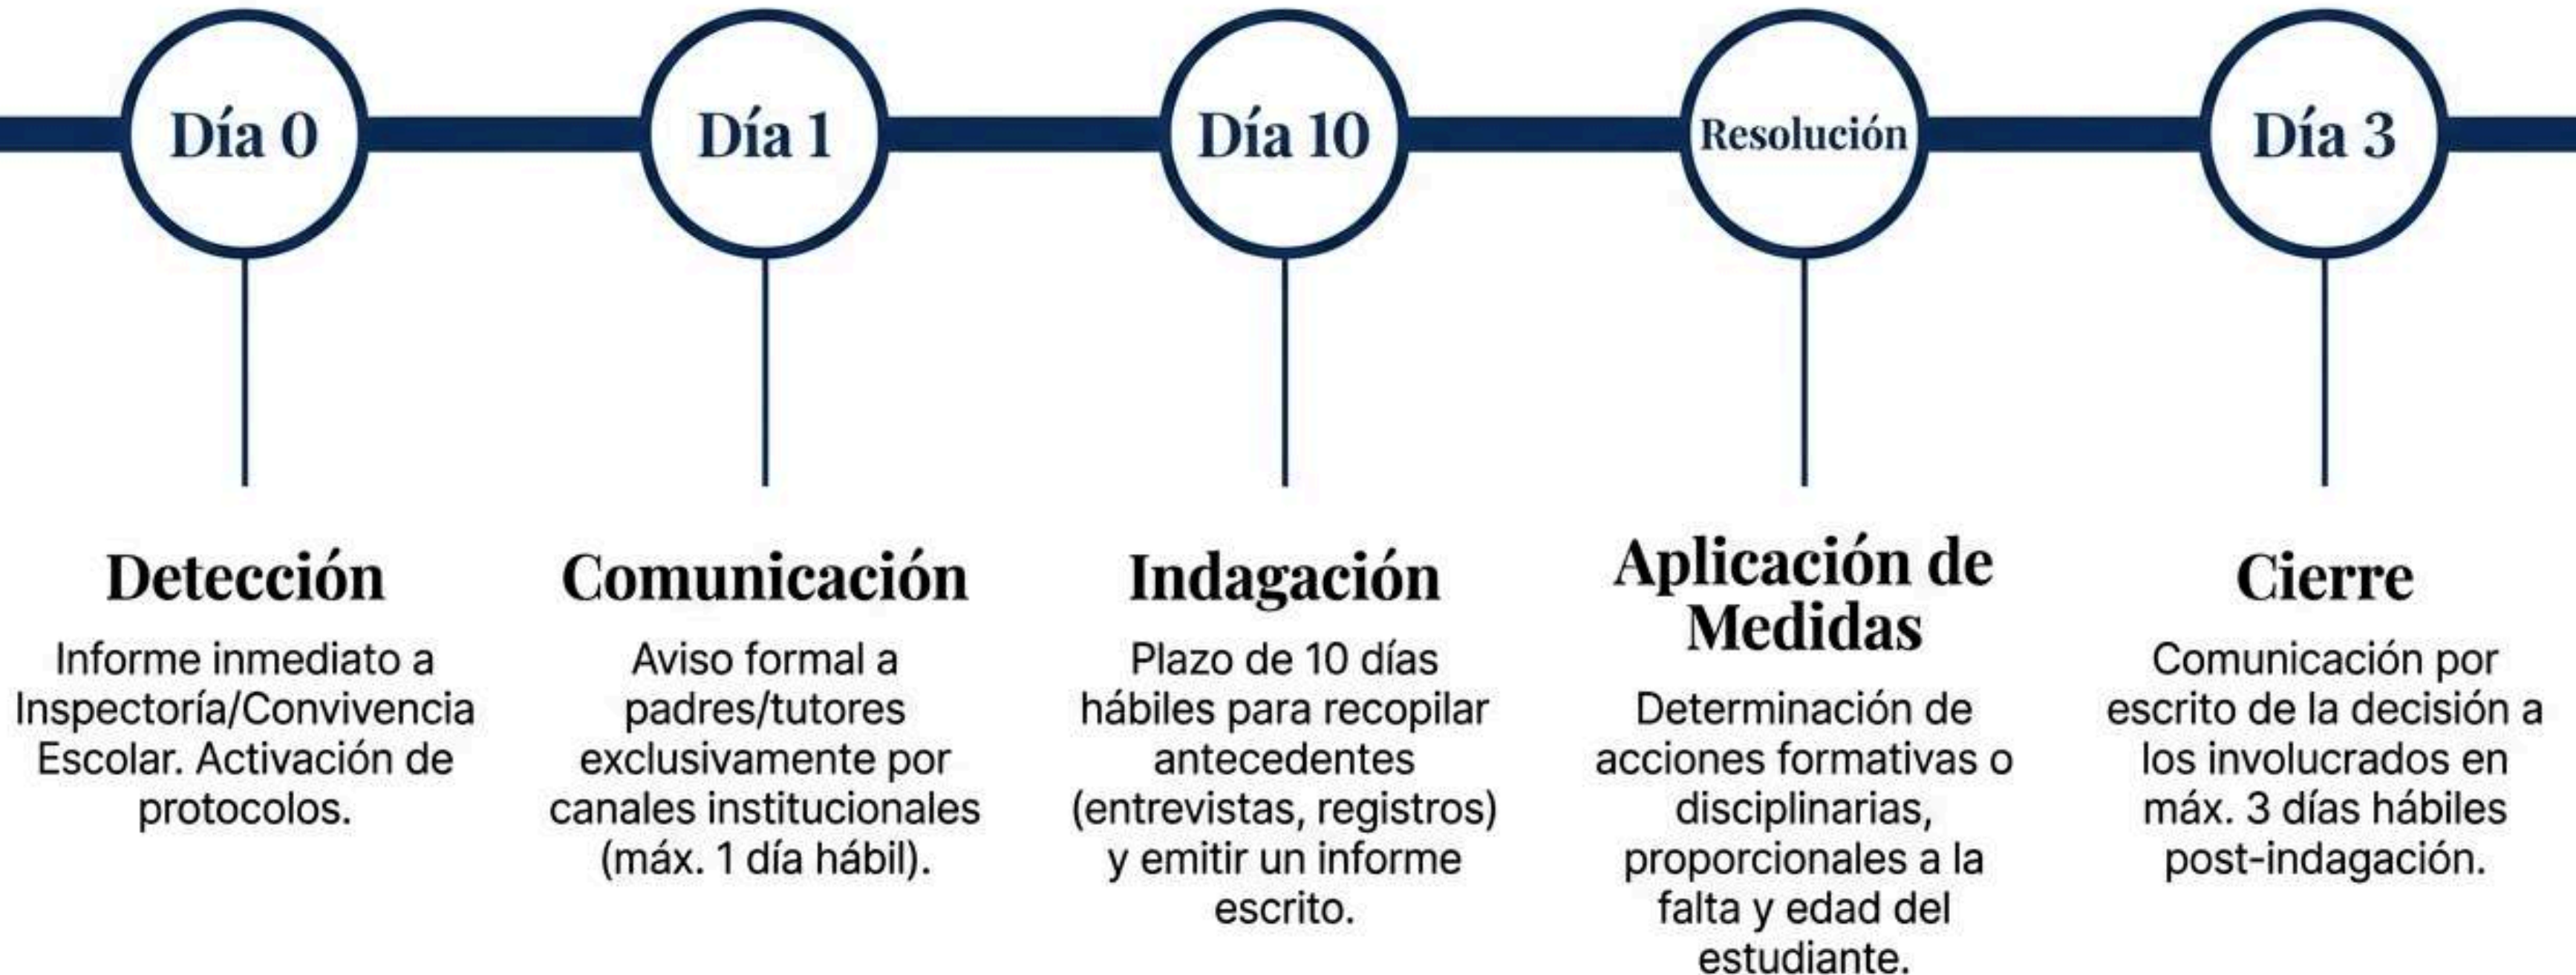 Día 0
Día 1
Día 10
Resolución
Día 3
Detección
Informe inmediato a
Inspectoría/Convivencia
Escolar. Activación de
protocolos.
Comunicación
Aviso formal a
padres/tutores
exclusivamente por
canales institucionales
(máx. 1 día hábil).
Indagación
Plazo de 10 días
hábiles para recopilar
antecedentes
(entrevistas, registros)
y emitir un informe
escrito.
Aplicación de
Medidas
Determinación de
acciones formativas o
disciplinarias,
proporcionales a la
falta y edad del
estudiante.
Cierre
Comunicación por
escrito de la decisión a
los involucrados en
máx. 3 días hábiles
post-indagación.